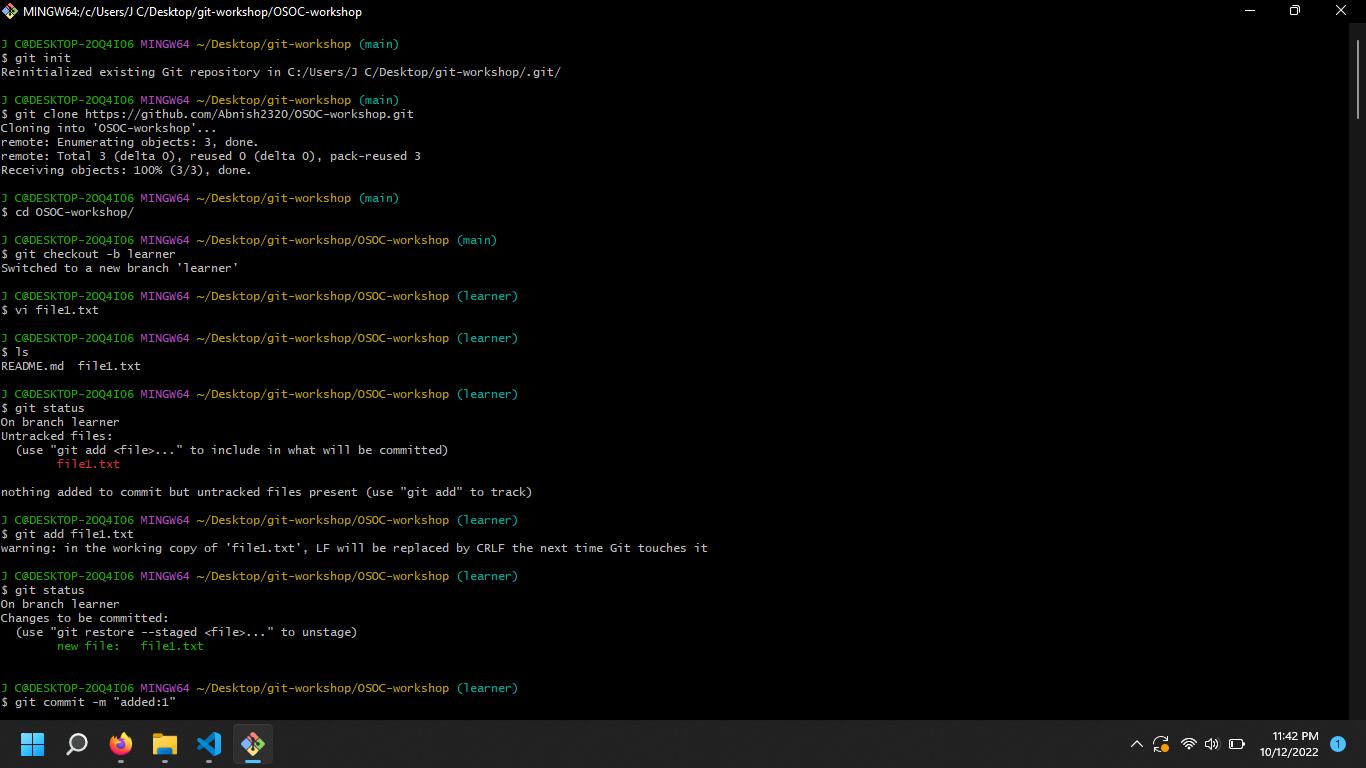 MINGW64:/c/Users/J C/Desktop/git-workshop/OSOC-workshop
J C@DESKTOP-2OQ4IO6 MINGW64 ~/Desktop/git-workshop (main)
$ git init
Reinitialized existing Git repository in C:/Users/J C/Desktop/git-workshop/.git/
J C@DESKTOP-2OQ4IO6 MINGW64 ~/Desktop/git-workshop (main)
$ git clone https://github.com/Abnish2320/OSOC-workshop.git
Cloning into 'OSOC-workshop'...
remote: Enumerating objects: 3, done.
remote: Total 3 (delta 0), reused 0 (delta 0), pack-reused 3
Receiving objects: 100% (3/3), done.
J C@DESKTOP-2OQ4IO6 MINGW64 ~/Desktop/git-workshop (main)
$ cd OSOC-workshop/
J C@DESKTOP-2OQ4IO6 MINGW64 ~/Desktop/git-workshop/OSOC-workshop (main)
$ git checkout -b learner
Switched to a new branch 'learner'
J C@DESKTOP-2OQ4IO6 MINGW64 ~/Desktop/git-workshop/OSOC-workshop (learner)
$ vi file1.txt
J C@DESKTOP-2OQ4IO6 MINGW64 ~/Desktop/git-workshop/OSOC-workshop (learner)
$ ls
README.md  file1.txt
J C@DESKTOP-2OQ4IO6 MINGW64 ~/Desktop/git-workshop/OSOC-workshop (learner)
$ git status
On branch learner
Untracked files:
  (use "git add <file>..." to include in what will be committed)
        file1.txt
nothing added to commit but untracked files present (use "git add" to track)
J C@DESKTOP-2OQ4IO6 MINGW64 ~/Desktop/git-workshop/OSOC-workshop (learner)
$ git add file1.txt
warning: in the working copy of 'file1.txt', LF will be replaced by CRLF the next time Git touches it
J C@DESKTOP-2OQ4IO6 MINGW64 ~/Desktop/git-workshop/OSOC-workshop (learner)
$ git status
On branch learner
Changes to be committed:
  (use "git restore --staged <file>..." to unstage)
        new file:   file1.txt
J C@DESKTOP-2OQ4IO6 MINGW64 ~/Desktop/git-workshop/OSOC-workshop (learner)
$ git commit -m "added:1"
11:42 PM
10/12/2022
1